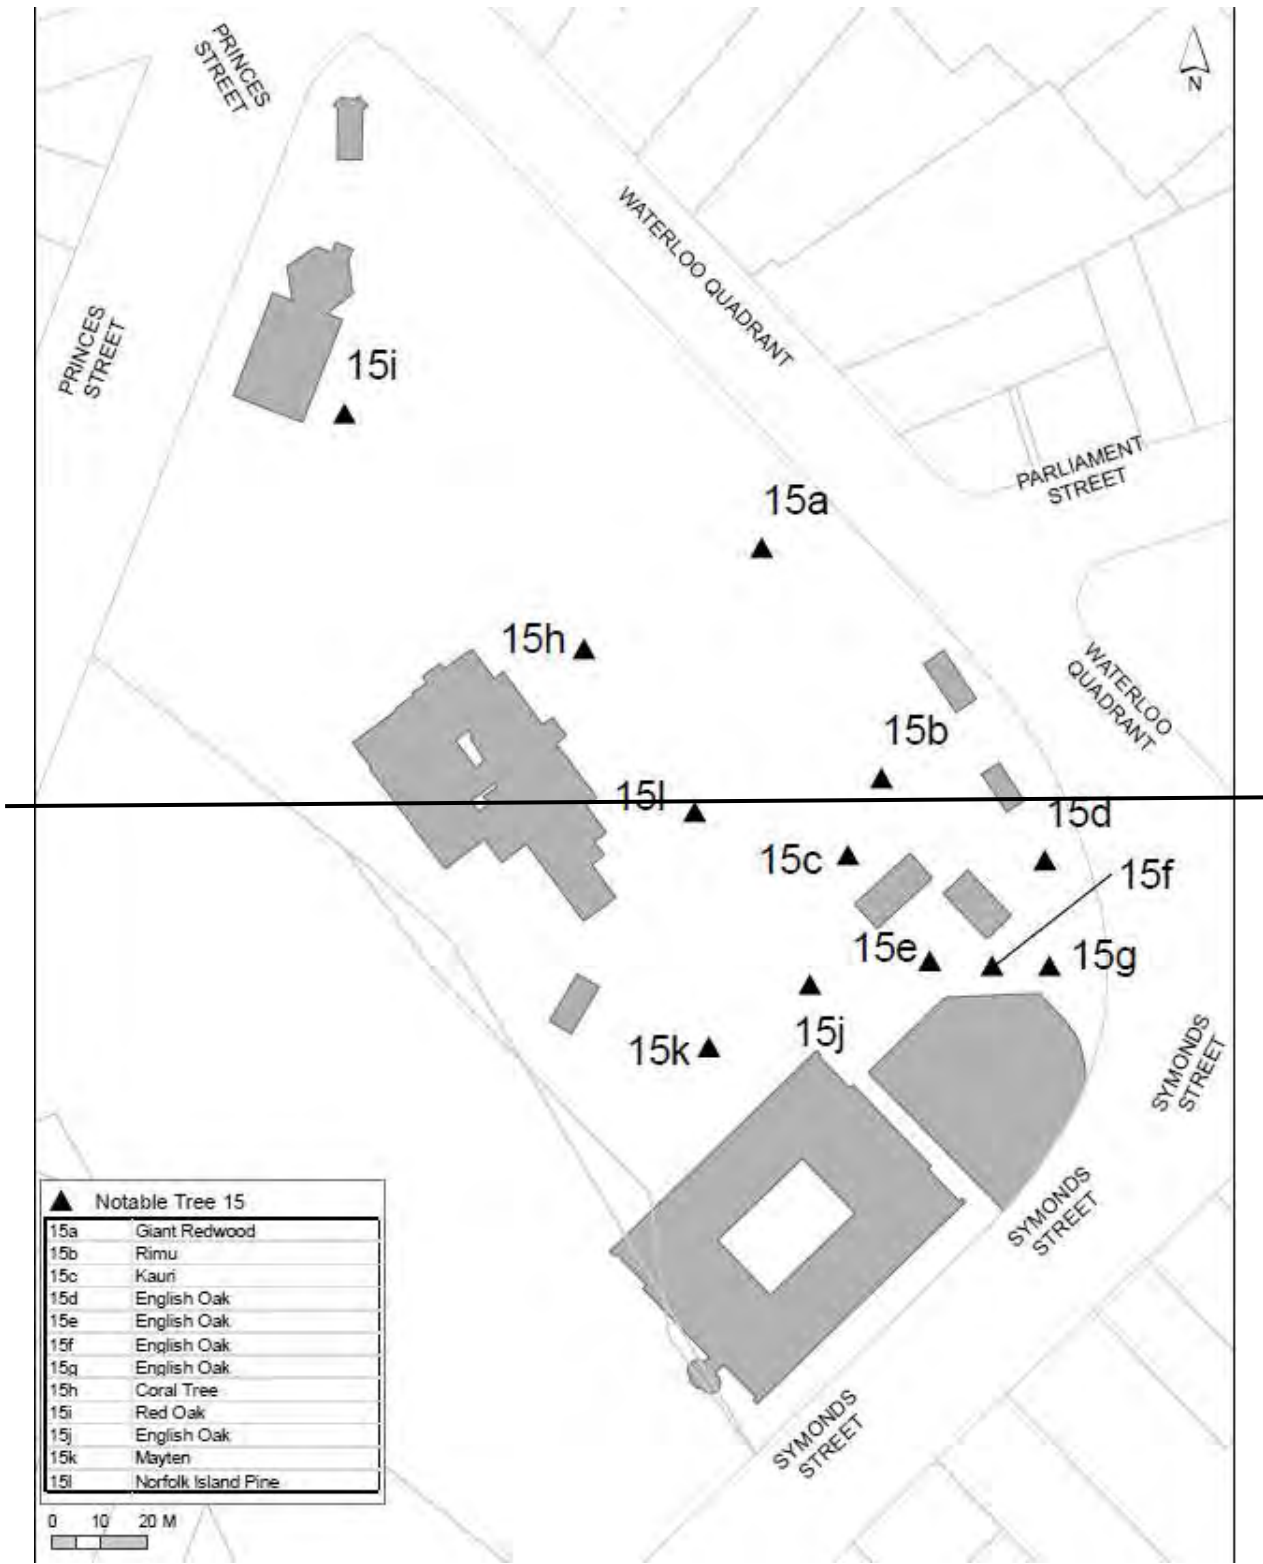 PRINCES
STREET
N
WATERLOO QUADRANT
PRINCES
STREET
15i
PARLIAMENT
STREET
15a
15h
WATERLOO
QUADRANT
15b
15l
15d
15c
15f
15e
15g
15j
15k
SYMONDS
STREET
SYMONDS
STREET
SYMONDS
STREET
Notable Tree 15
15a Giant Redwood
15b Rimu
15c Kauri
15d English Oak
15e English Oak
15f English Oak
15g English Oak
15h Coral Tree
15i Red Oak
15j English Oak
15k Mayten
15l Norfolk Island Pine
0 10 20 M